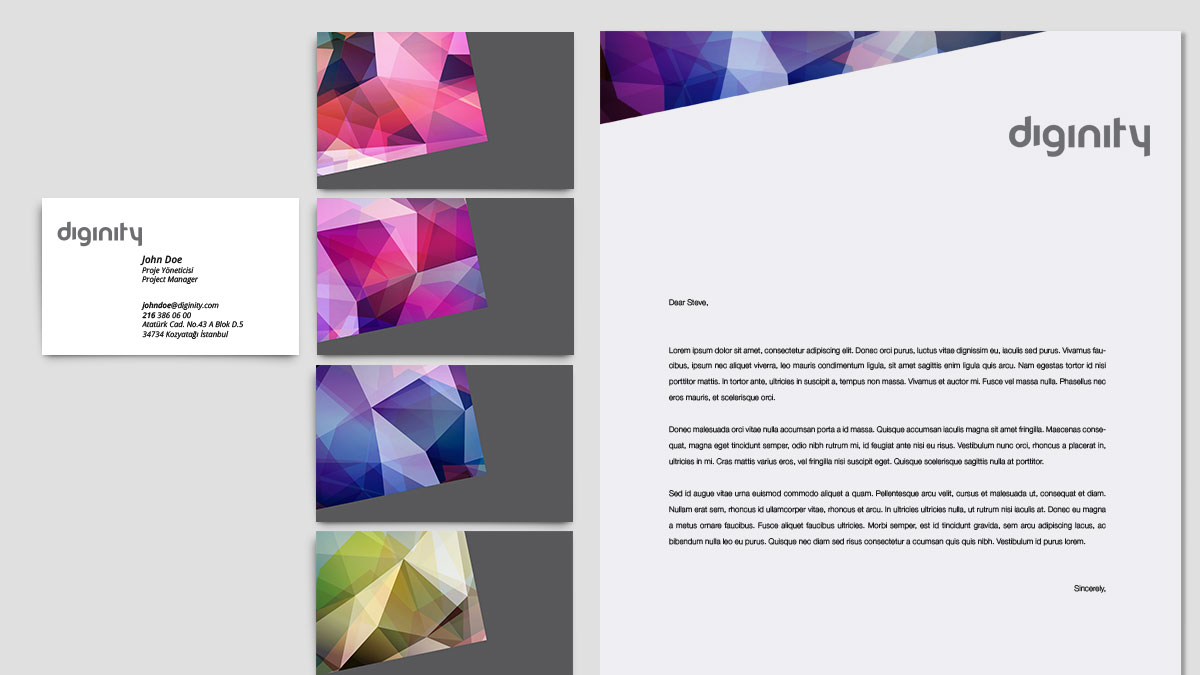 diginity
John Doe
Proje Yöneticisi
Project Manager
johndoe@diginity.com
216 386 06 00
Atatürk Cad. No.43 A Blok D.5
34734 Kozyatağı İstanbul
diginity
Dear Steve,
Lorem ipsum dolor sit amet, consectetur adipiscing elit. Donec orci purus, luctus vitae dignissim eu, iaculis sed purus. Vivamus fau-
cibus, ipsum nec aliquet viverra, leo mauris condimentum ligula, sit amet sagittis enim ligula quis arcu. Nam egestas tortor id nisi
porttitor mattis. In tortor ante, ultricies in suscipit a, tempus non massa. Vivamus et auctor mi. Fusce vel massa nulla. Phasellus nec
eros mauris, et scelerisque orci.
Donec malesuada orci vitae nulla accumsan porta a id massa. Quisque accumsan iaculis magna sit amet fringilla. Maecenas conse-
quat, magna eget tincidunt semper, odio nibh rutrum mi, id feugiat ante nisi eu risus. Vestibulum nunc orci, rhoncus a placerat in,
ultricies in mi. Cras mattis varius eros, vel fringilla nisi suscipit eget. Quisque scelerisque sagittis nulla at porttitor.
Sed id augue vitae urna euismod commodo aliquet a quam. Pellentesque arcu velit, cursus et malesuada ut, consequat et diam.
Nullam erat sem, rhoncus id ullamcorper vitae, rhoncus et arcu. In ultricies ultricies nulla, ut rutrum nisi iaculis at. Donec eu magna
a metus ornare faucibus. Fusce aliquet faucibus ultricies. Morbi semper, est id tincidunt gravida, sem arcu adipiscing lacus, ac
bibendum nulla leo eu purus. Quisque nec diam sed risus consectetur a ccumsan quis quis nibh. Vestibulum id purus lorem.
Sincerely,